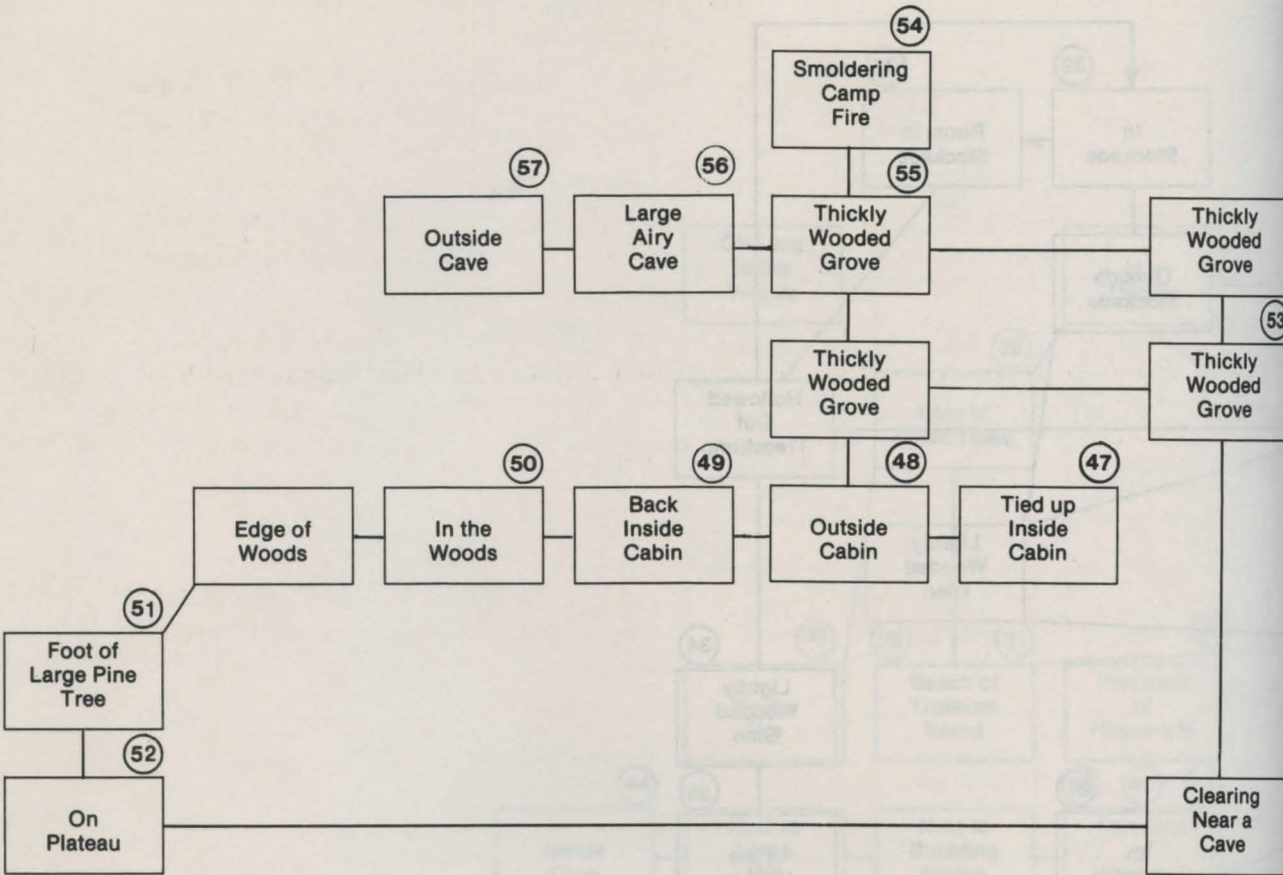 54
Smoldering
Camp
Fire
57
56
55
Outside
Cave
Large
Airy
Cave
Thickly
Wooded
Grove
Thickly
Wooded
Grove
53
Thickly
Wooded
Grove
Thickly
Wooded
Grove
50
49
48
47
Edge of
Woods
In the
Woods
Back
Inside
Cabin
Outside
Cabin
Tied up
Inside
Cabin
51
Foot of
Large Pine
Tree
52
On
Plateau
Clearing
Near a
Cave